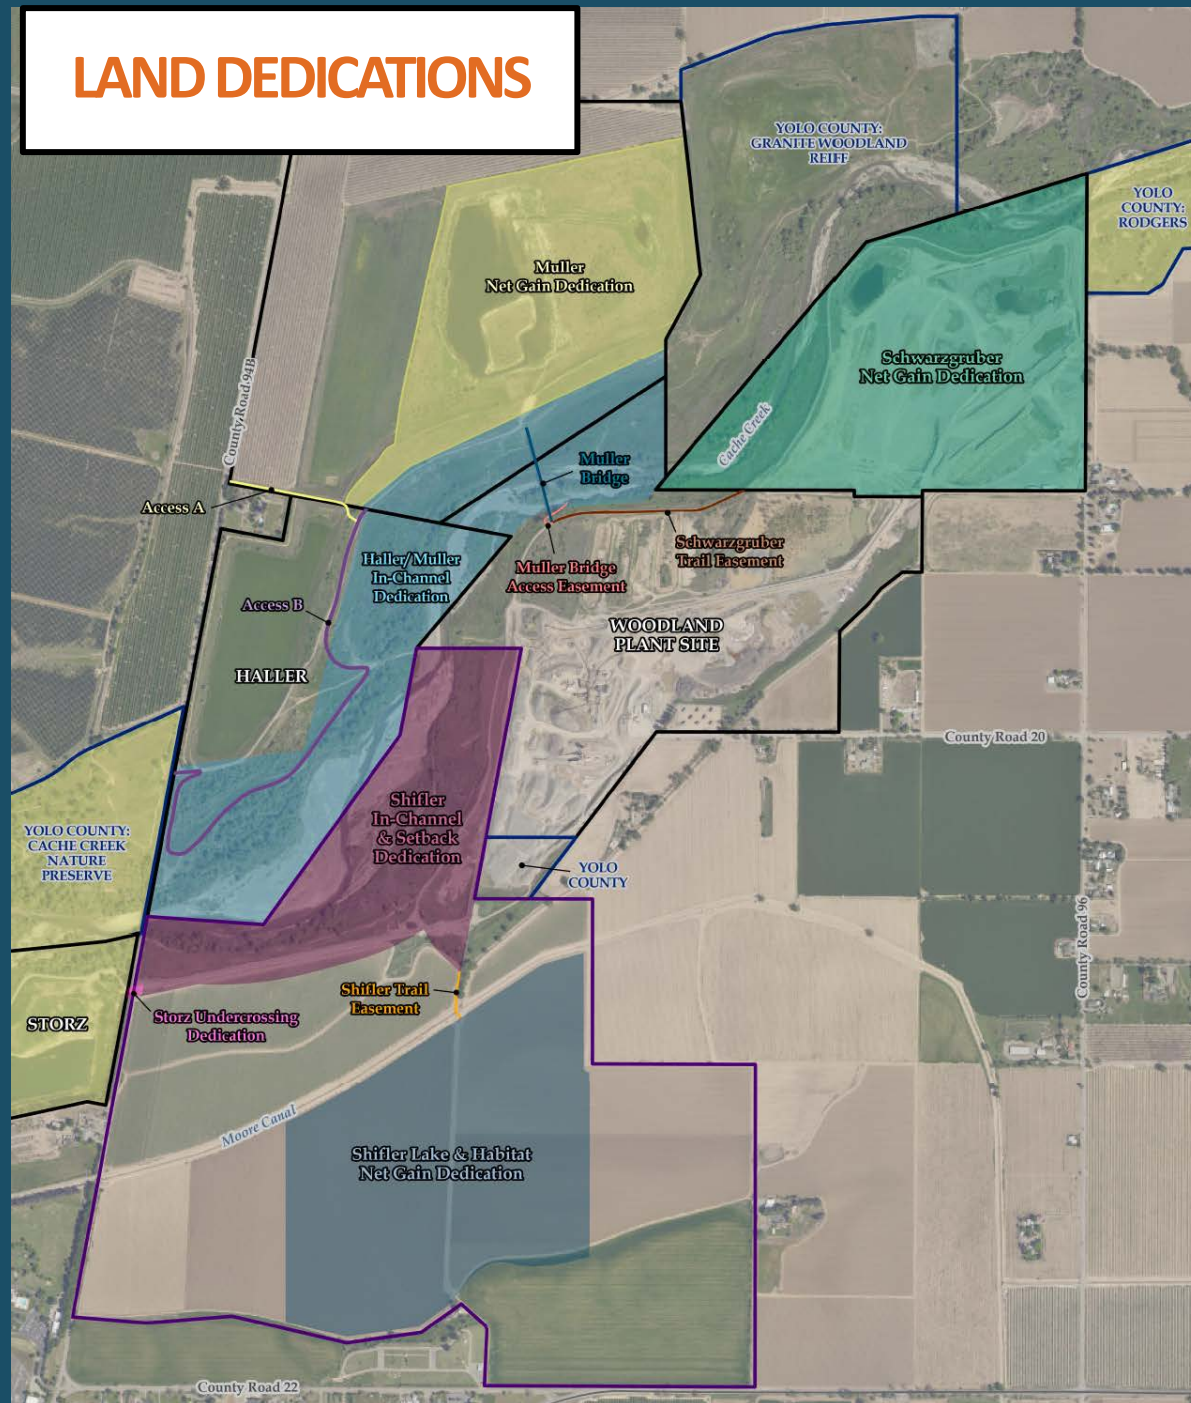 LAND DEDICATIONS
YOLO COUNTY:
GRANITE WOODLAND
REIFF
YOLO
COUNTY:
RODGERS
Muller
Net Gain Dedication
Schwarzgruber
Net Gain Dedication
County Road 94B
Cache Creek
Muller
Bridge
Access A
Schwarzgruber
Trail Easement
Haller/Muller
In-Channel
Dedication
Muller Bridge
Access Easement
Access B
WOODLAND
PLANT SITE
HALLER
County Road 20
Shifler
In-Channel
& Setback
Dedication
YOLO COUNTY:
CACHE CREEK
NATURE
PRESERVE
YOLO
COUNTY
County Road 96
Shifler Trail
Easement
STORZ
Storz Undercrossing
Dedication
Moore Canal
Shifler Lake & Habitat
Net Gain Dedication
County Road 22